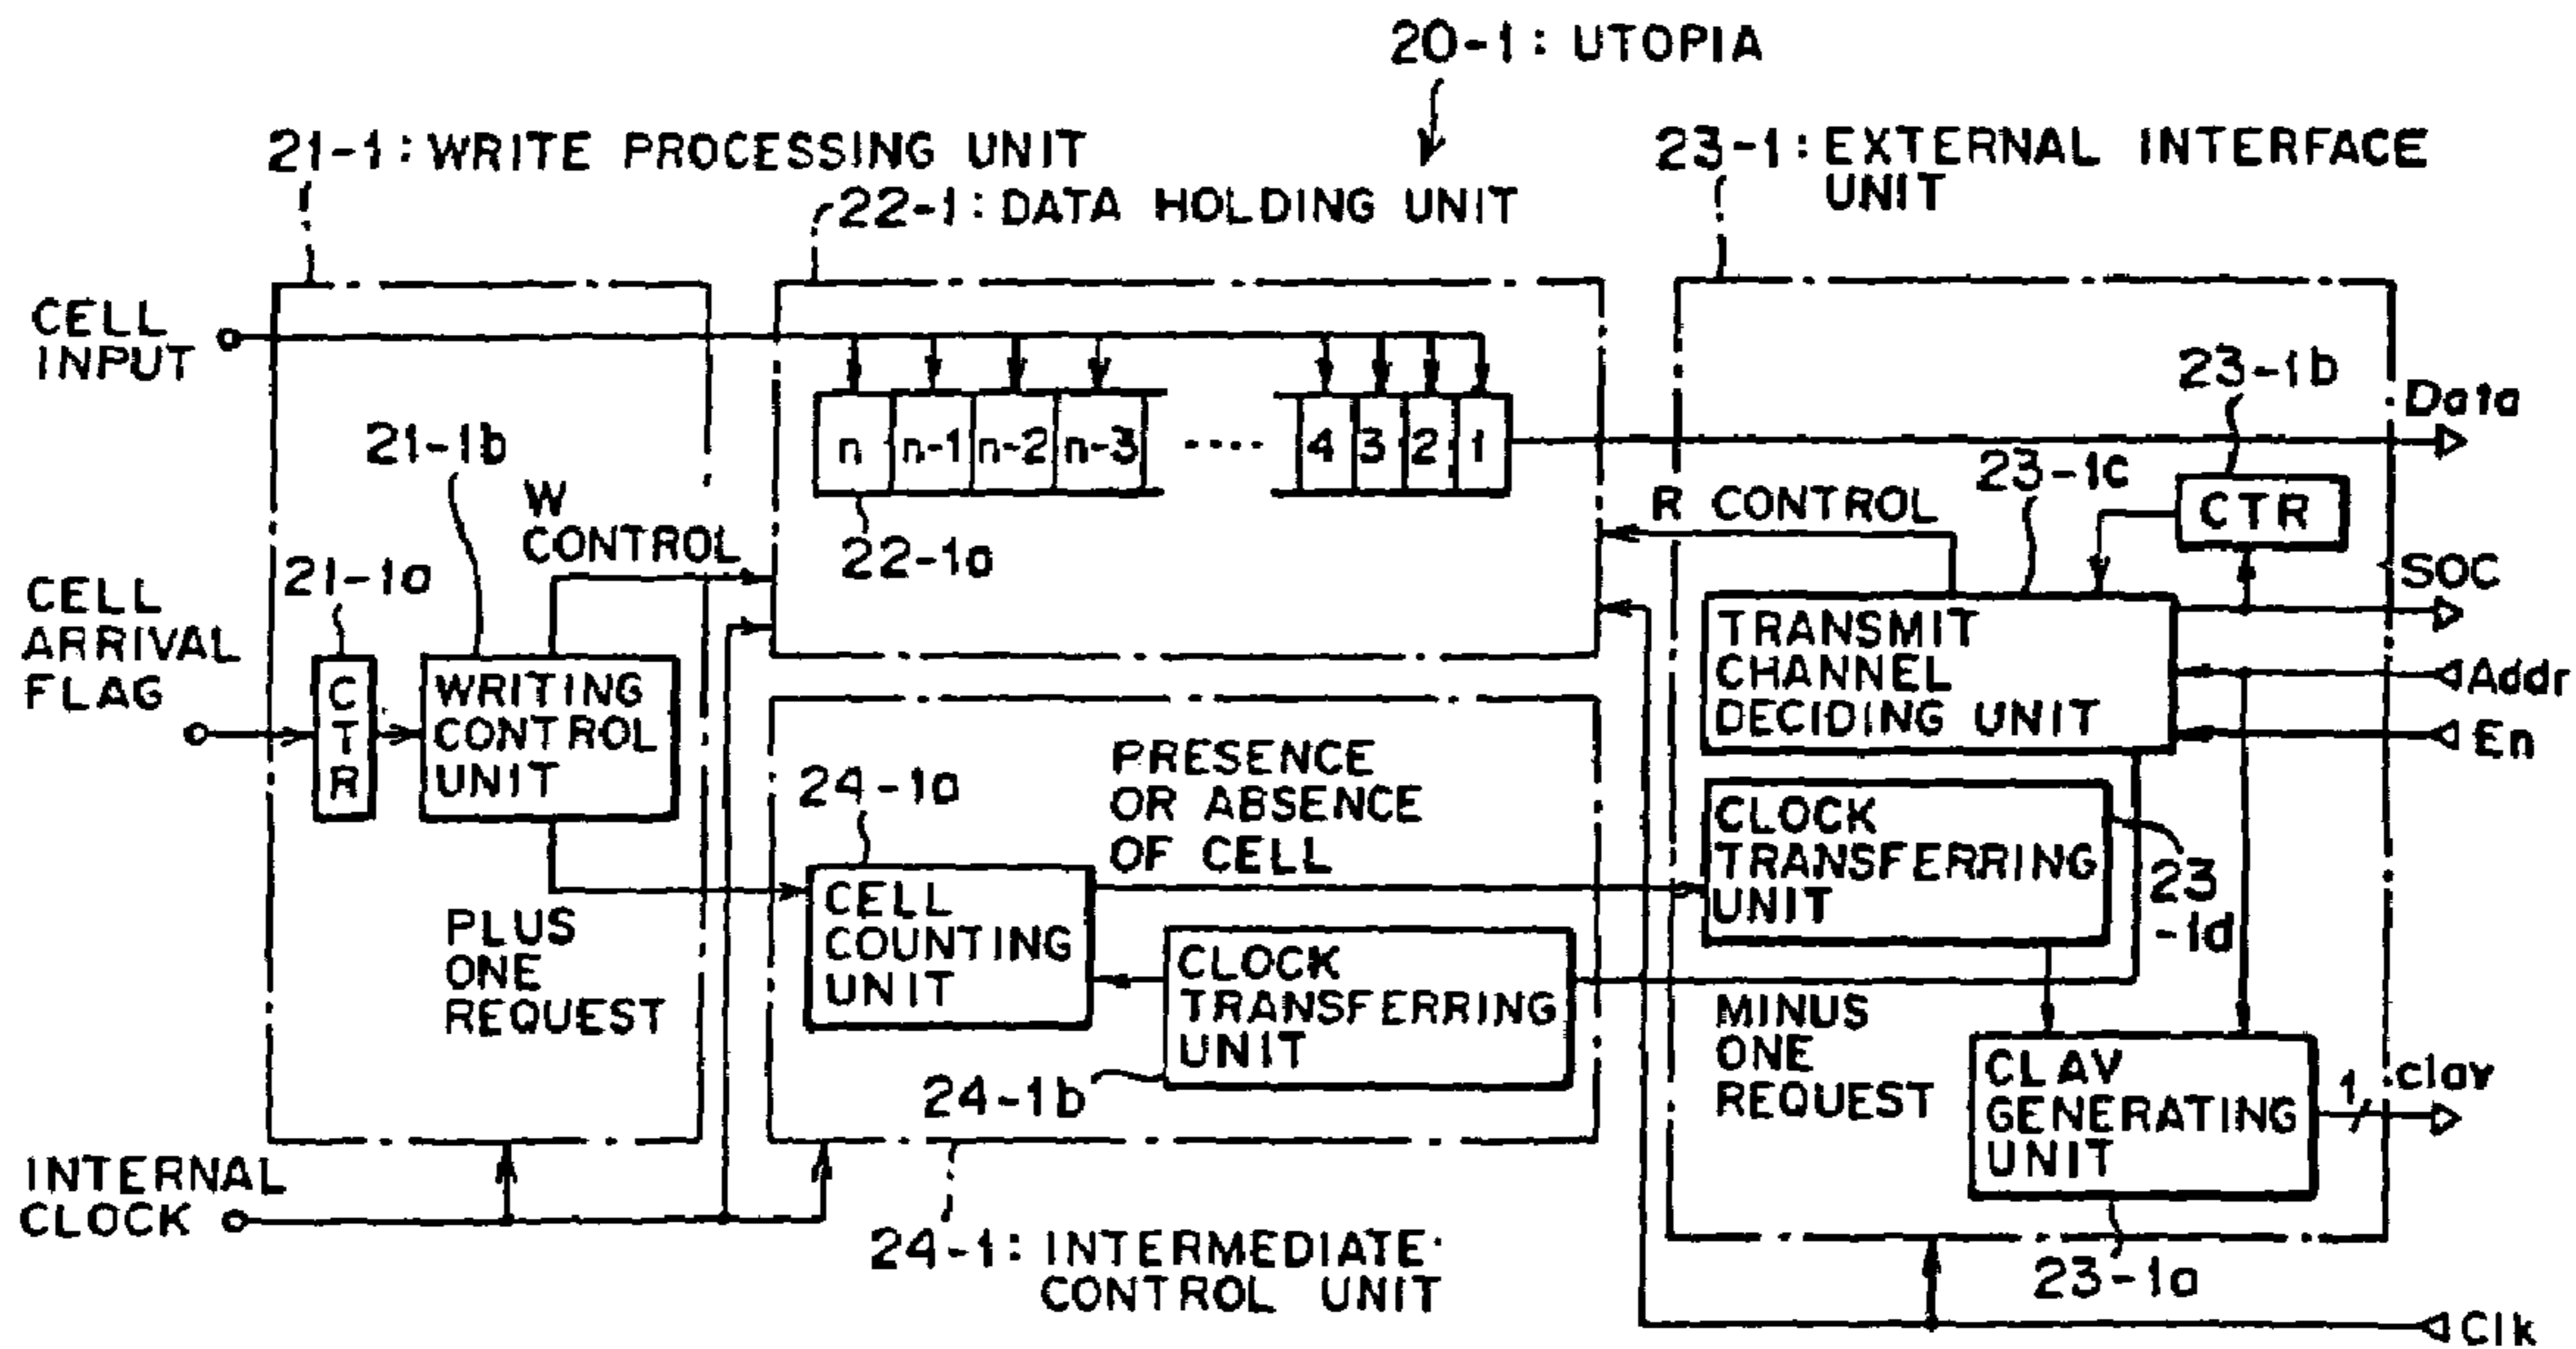 20-1: UTOPIA
21-1: WRITE PROCESSING UNIT
22-1: DATA HOLDING UNIT
23-1: EXTERNAL INTERFACE
UNIT
CELL
INPUT
n n-1 n-2 n-3 ···· 4 3 2 1
22-1a
Data
23-1b
CTR
23-1c
R CONTROL
21-1b
W
CONTROL
21-1a
CELL
ARRIVAL
FLAG
C
T
R
WRITING
CONTROL
UNIT
SOC
TRANSMIT
CHANNEL
DECIDING UNIT
Addr
En
24-1a
PRESENCE
OR ABSENCE
OF CELL
CELL
COUNTING
UNIT
CLOCK
TRANSFERRING
UNIT
24-1b
CLOCK
TRANSFERRING
UNIT
23
-1d
PLUS
ONE
REQUEST
MINUS
ONE
REQUEST
CLAV
GENERATING
UNIT
1
clav
23-1a
INTERNAL
CLOCK
24-1: INTERMEDIATE
CONTROL UNIT
Clk